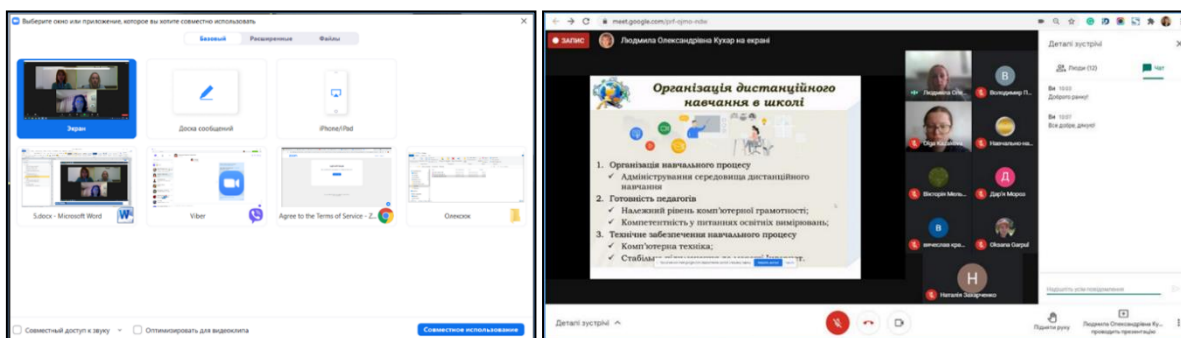 Выберите окно или приложение, которое вы хотите совместно использовать
Базовый Расширенные Файлы
Экран
Доска сообщений
iPhone/iPad
5.docx - Microsoft Word
Viber
Agree to the Terms of Service - Z...
Олексюк
Совместный доступ к звуку
Оптимизировать для видеоклипа
Совместное использование
meet.google.com/
ЗАПИС
Людмила Олександрівна Кухар на екрані
Організація дистанційного
навчання в школі
1. Організація навчального процесу
✓ Адміністрування середовища дистанційного
навчання
2. Готовність педагогів
✓ Належний рівень комп'ютерної грамотності;
✓ Компетентність у питаннях освітніх вимірювань;
3. Технічне забезпечення навчального процесу
✓ Комп'ютерна техніка;
Людмила Оле...
В
Володимир П...
Навчально-на...
Вікторія Мель...
Д
Дар'я Мороз
В
вячеслав кра...
Oksana Garpul
Н
Наталія Захарченко
Деталі зустрічі
Люди (12)
Чат
Ви 10:03
Доброго ранку!
Ви 10:07
Все добре, дякую!
Надішліть усім повідомлення
Деталі зустрічі
Підняти руку
Людмила Олександрівна Ку...
проводить презентацію